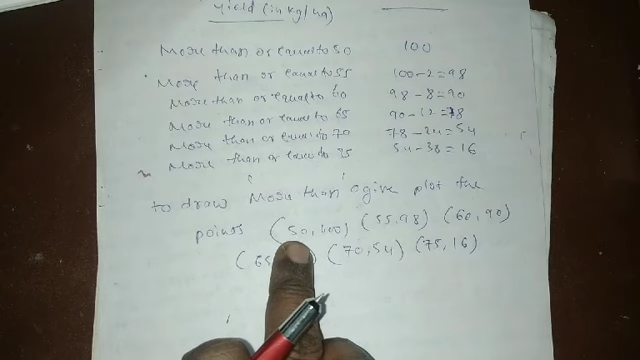 yield (in kg/ha)
More than or equal to 50 100
More than or equal to 55 100-2=98
More than or equal to 60 98-8=90
More than or equal to 65 90-12=78
More than or equal to 70 78-24=54
More than or equal to 75 54-38=16
to draw More than ogive plot the
points (50,100) (55,98) (60,90)
(65 (70,54) (75,16)